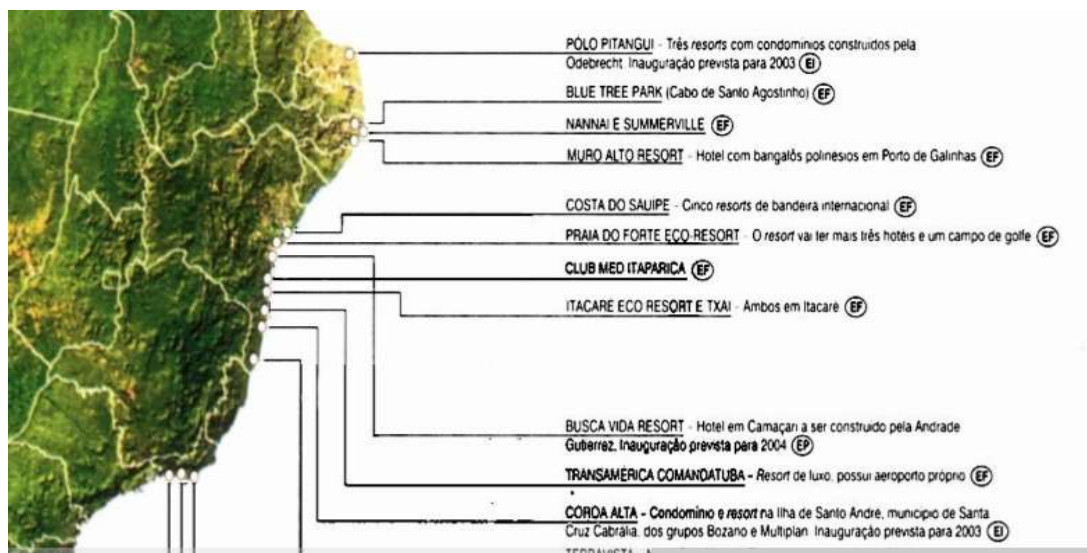 PÓLO PITANGUI - Três resorts com condomínios construidos pela
Odebrecht. Inauguração prevista para 2003 (EI)
BLUE TREE PARK (Cabo de Santo Agostinho) (EF)
NANNAI E SUMMERVILLE (EF)
MURO ALTO RESORT - Hotel com bangalôs polinésios em Porto de Galinhas (EF)
COSTA DO SAUIPE - Cinco resorts de bandeira internacional (EF)
PRAIA DO FORTE ECO-RESORT - O resort vai ter mais três hotéis e um campo de golfe (EF)
CLUB MED ITAPARICA (EF)
ITACARÉ ECO RESORT E TXAI - Ambos em Itacaré (EF)
BUSCA VIDA RESORT - Hotel em Camaçari a ser construido pela Andrade
Gutierrez. Inauguração prevista para 2004 (EP)
TRANSAMÉRICA COMANDATUBA - Resort de luxo, possui aeroporto próprio (EF)
COROA ALTA - Condomínio e resort na Ilha de Santo André, município de Santa
Cruz Cabrália, dos grupos Bozano e Multiplan. Inauguração prevista para 2003 (EI)